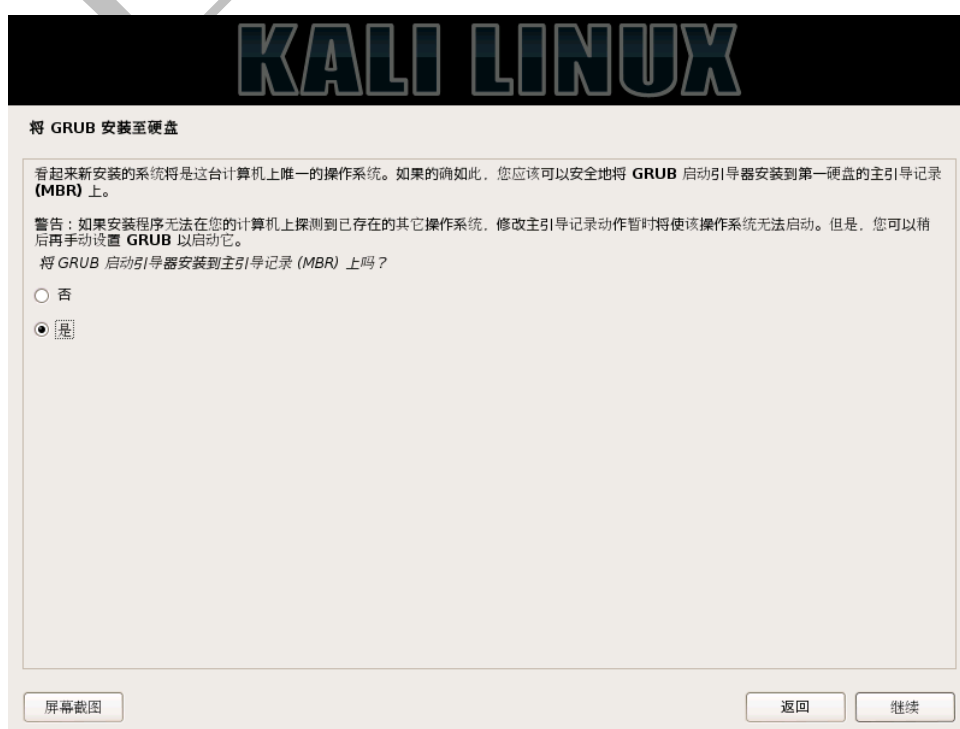 KALI LINUX
将 GRUB 安装至硬盘
看起来新安装的系统将是这台计算机上唯一的操作系统。如果的确如此，您应该可以安全地将 GRUB 启动引导器安装到第一硬盘的主引导记录
(MBR) 上。
警告：如果安装程序无法在您的计算机上探测到已存在的其它操作系统，修改主引导记录动作暂时将使该操作系统无法启动。但是，您可以稍
后再手动设置 GRUB 以启动它。
将 GRUB 启动引导器安装到主引导记录 (MBR) 上吗？
否
是
屏幕截图
返回
继续